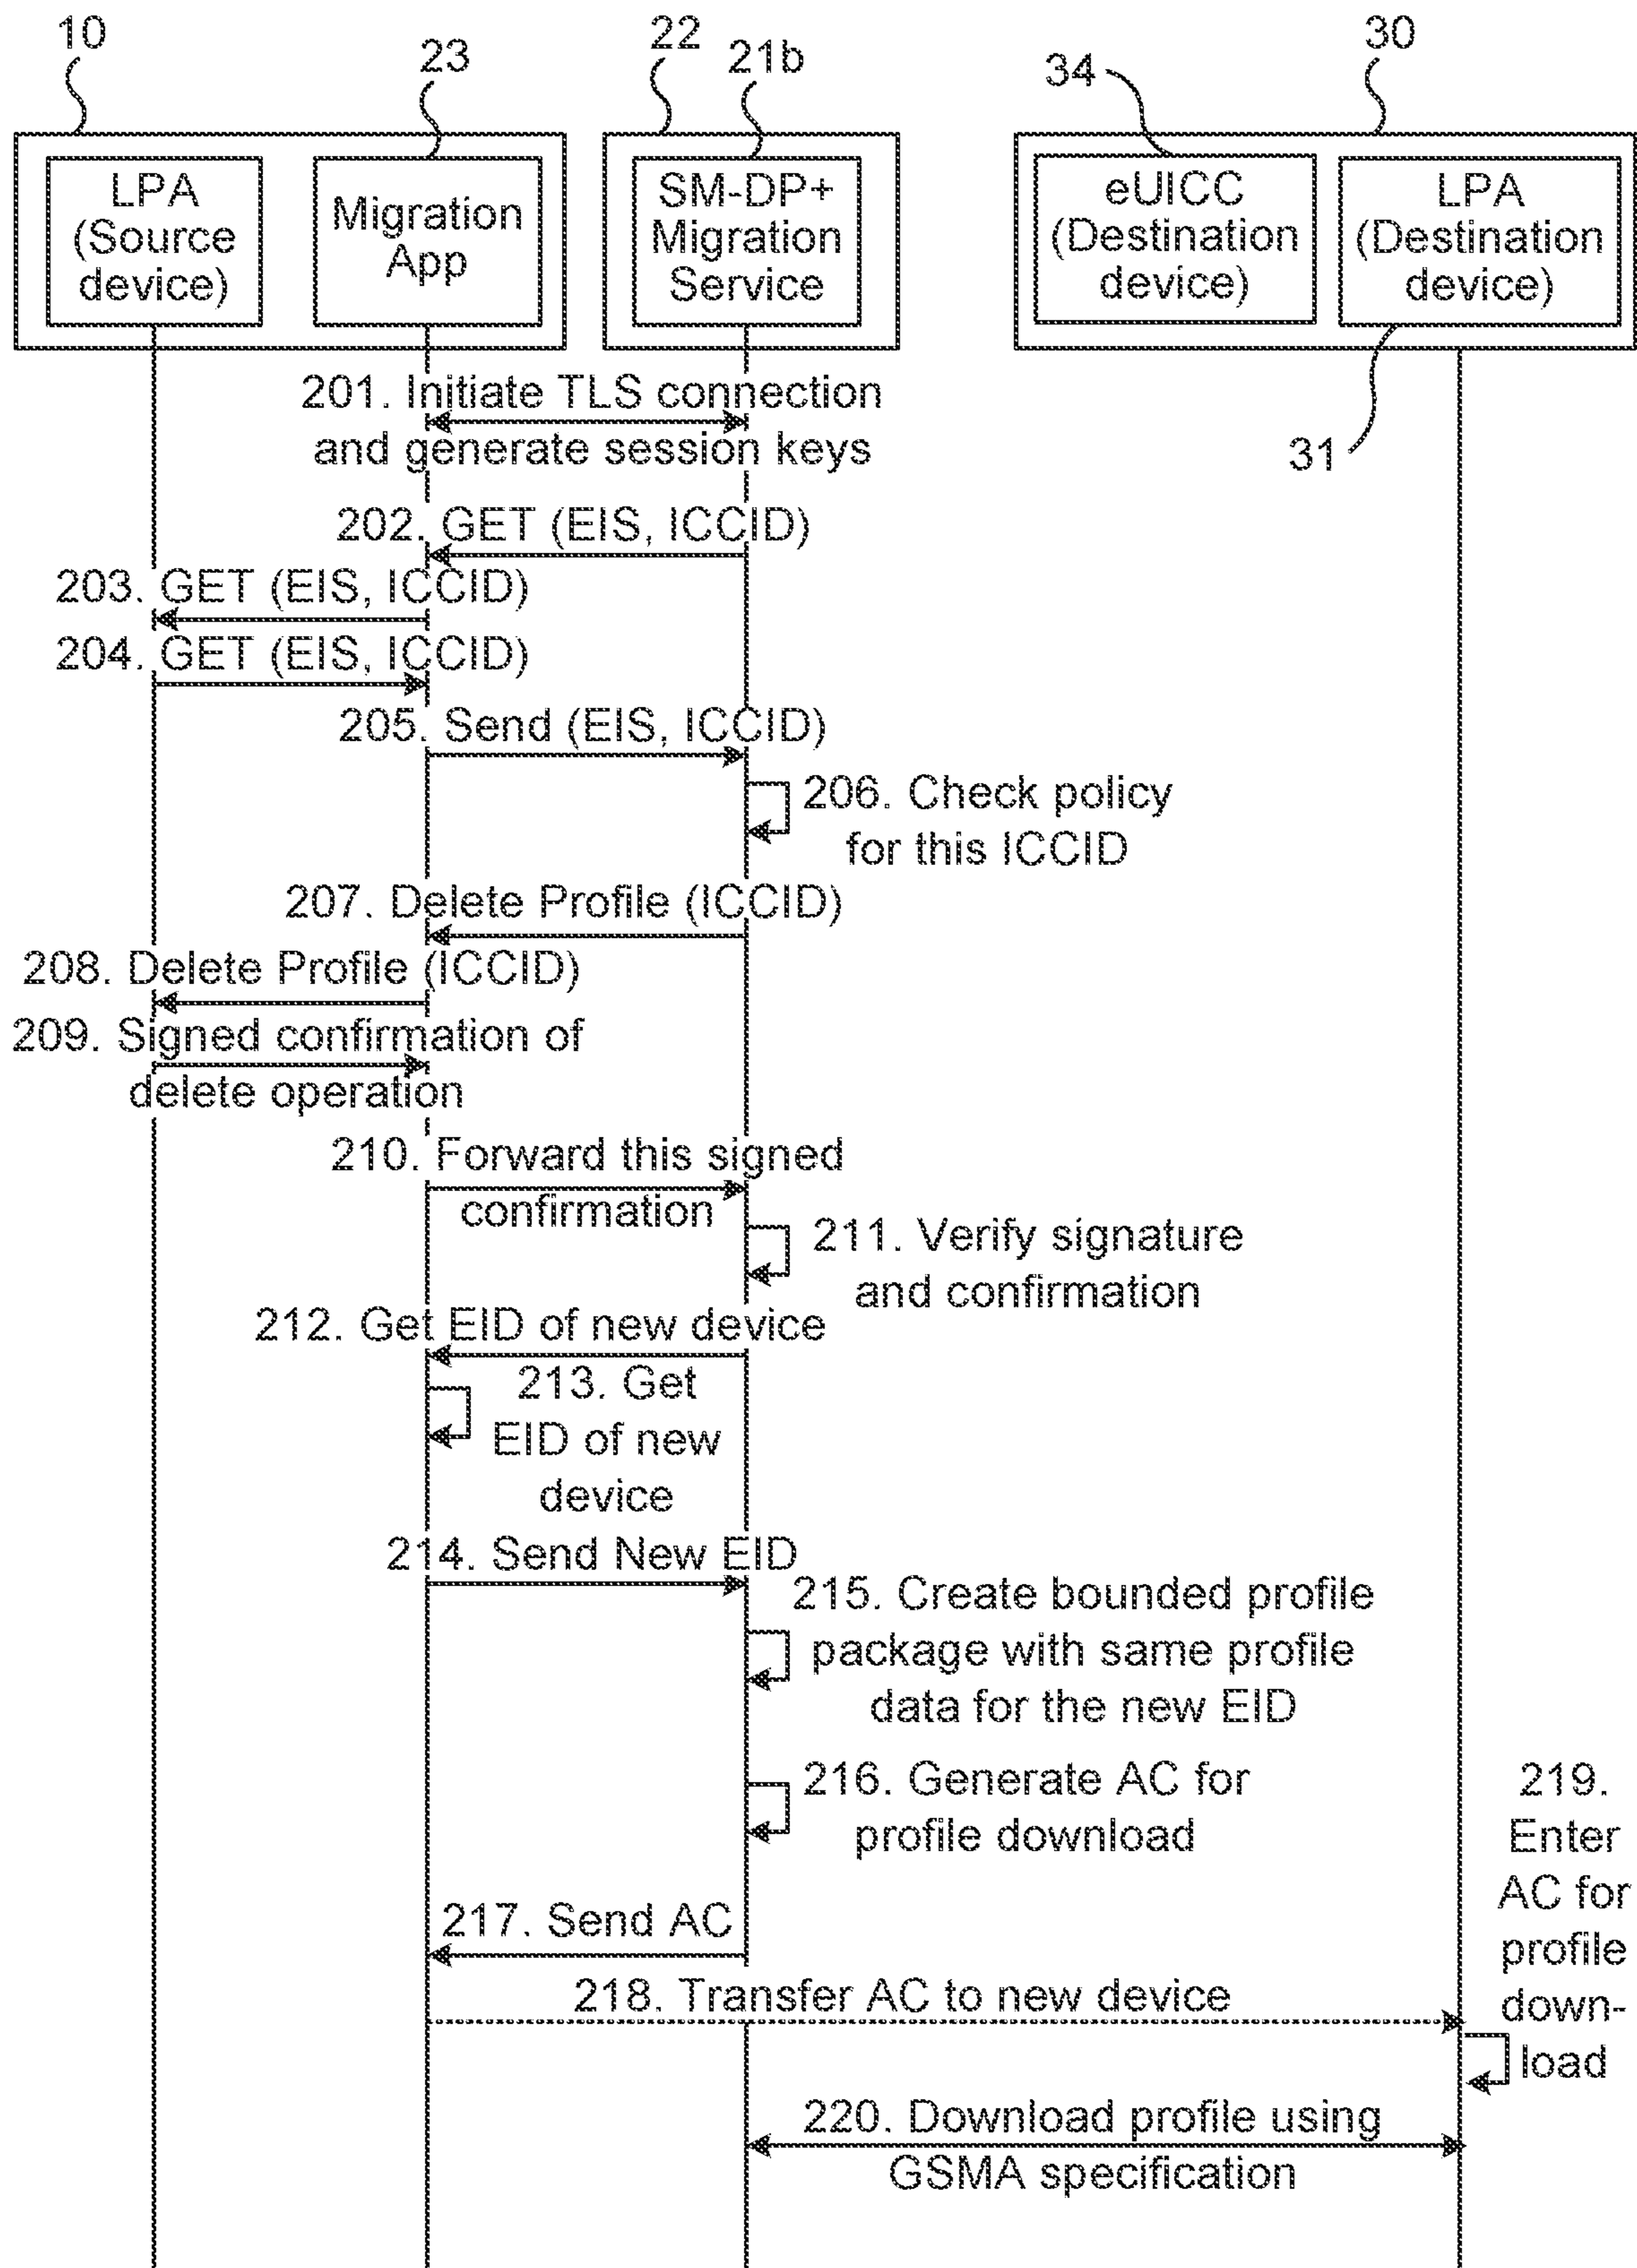 10
23
22
21b
34
30
LPA
(Source
device)
Migration
App
SM-DP+
Migration
Service
eUICC
(Destination
device)
LPA
(Destination
device)
31
201. Initiate TLS connection
and generate session keys
202. GET (EIS, ICCID)
203. GET (EIS, ICCID)
204. GET (EIS, ICCID)
205. Send (EIS, ICCID)
206. Check policy
for this ICCID
207. Delete Profile (ICCID)
208. Delete Profile (ICCID)
209. Signed confirmation of
delete operation
210. Forward this signed
confirmation
211. Verify signature
and confirmation
212. Get EID of new device
213. Get
EID of new
device
214. Send New EID
215. Create bounded profile
package with same profile
data for the new EID
216. Generate AC for
profile download
217. Send AC
218. Transfer AC to new device
219.
Enter
AC for
profile
down-
load
220. Download profile using
GSMA specification